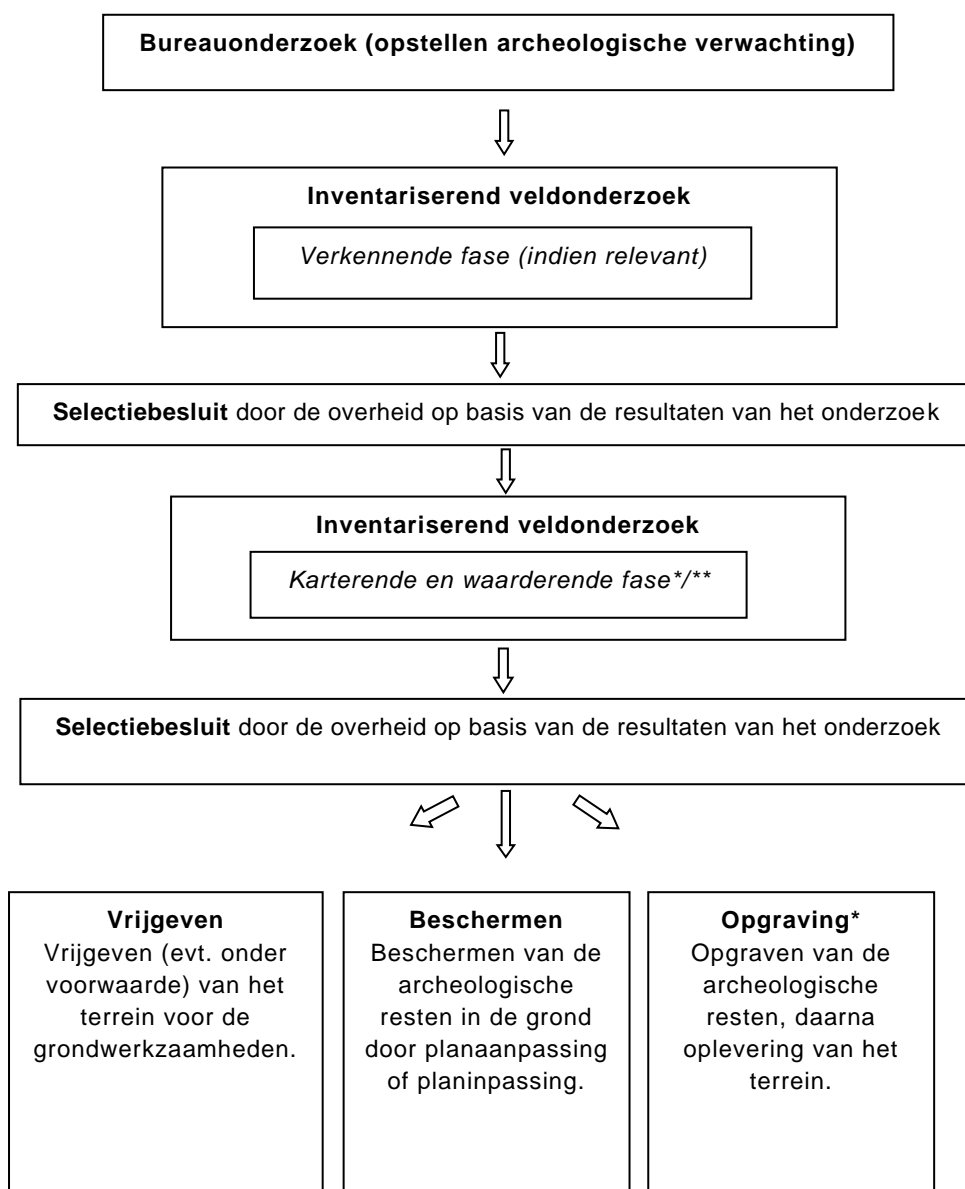 Bureauonderzoek (opstellen archeologische verwachting)
Inventariserend veldonderzoek
Verkennende fase (indien relevant)
Selectiebesluit door de overheid op basis van de resultaten van het onderzoek
Inventariserend veldonderzoek
Karterende en waarderende fase*/**
Selectiebesluit door de overheid op basis van de resultaten van het onderzoek
Vrijgeven
Vrijgeven (evt. onder
voorwaarde) van het
terrein voor de
grondwerkzaamheden.
Beschermen
Beschermen van de
archeologische
resten in de grond
door planaanpassing
of planinpassing.
Opgraving*
Opgraven van de
archeologische
resten, daarna
oplevering van het
terrein.